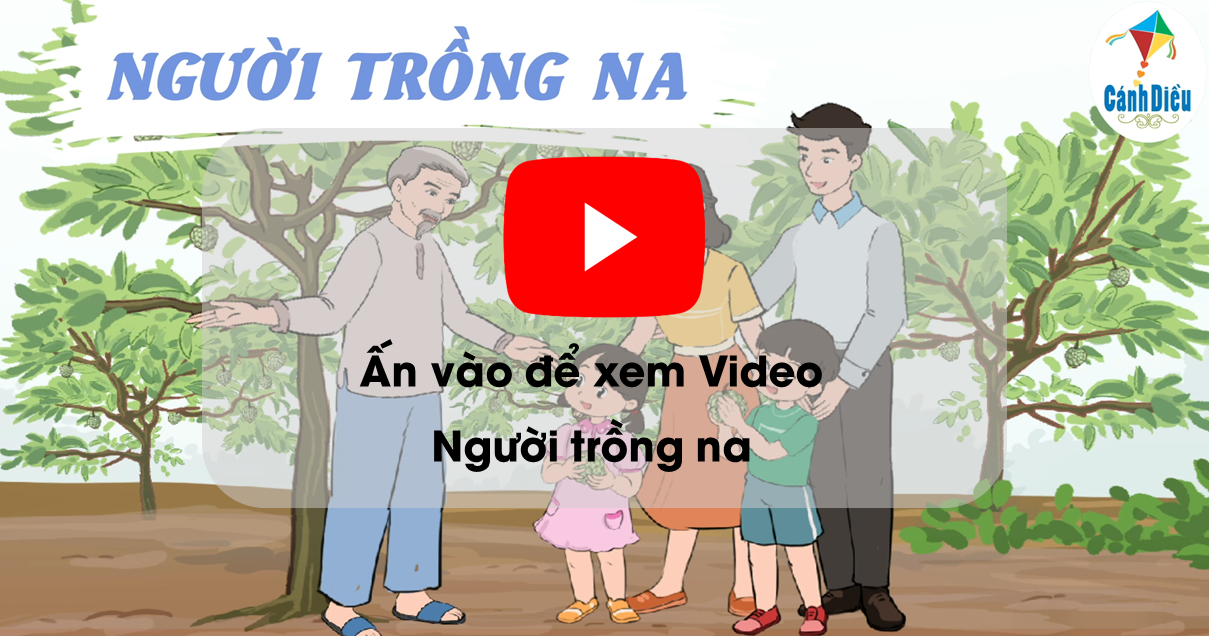 NGƯỜI TRỒNG NA
Cánh Diều
Ấn vào để xem Video
Người trồng na